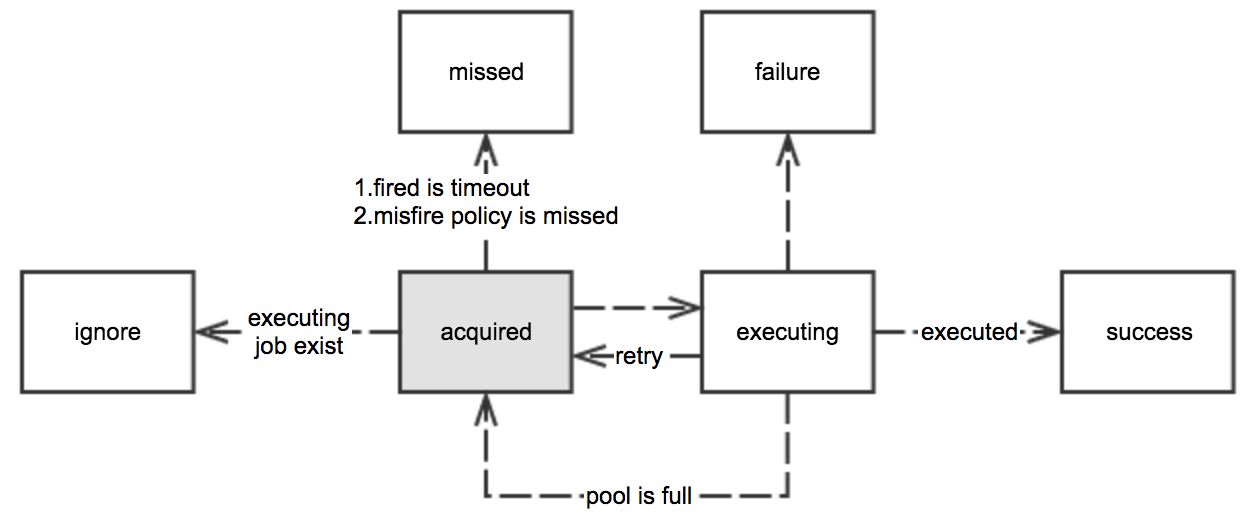 missed
failure
1.fired is timeout
2.misfire policy is missed
ignore
executing
job exist
acquired
executing
executed
success
retry
pool is full